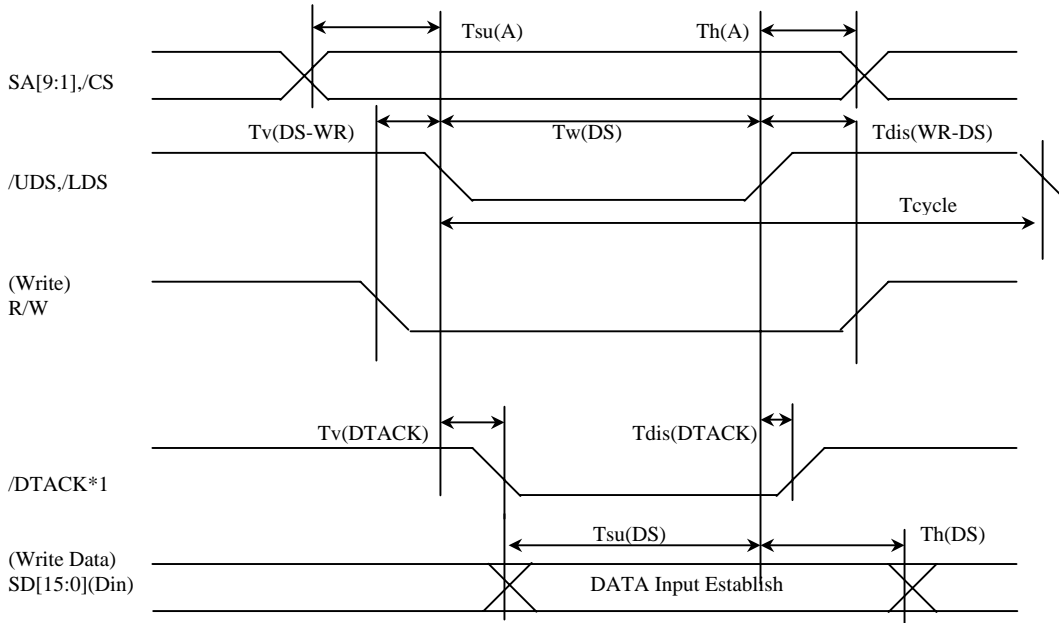 Tsu(A) Th(A)
SA[9:1],/CS
Tv(DS-WR) Tw(DS) Tdis(WR-DS)
/UDS,/LDS
Tcycle
(Write)
R/W
Tv(DTACK) Tdis(DTACK)
/DTACK*1
Tsu(DS) Th(DS)
(Write Data)
SD[15:0](Din) DATA Input Establish